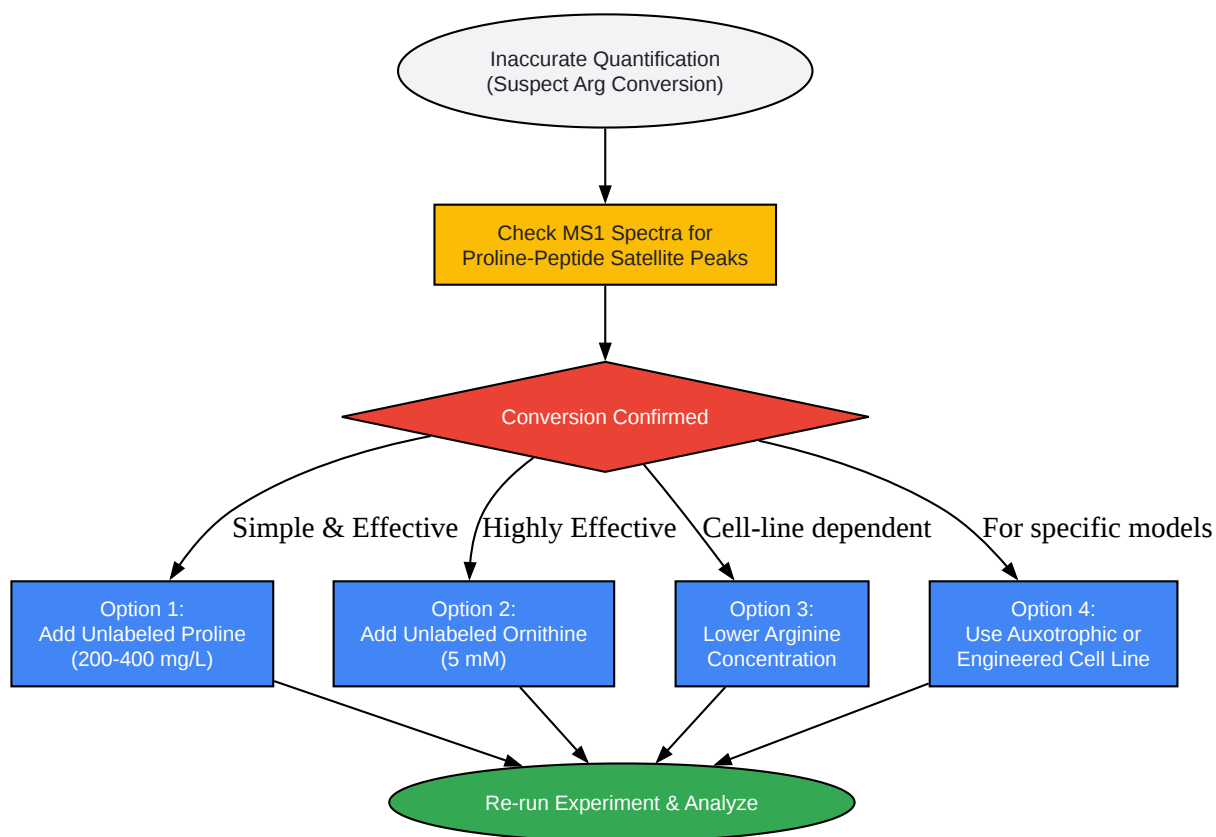 Inaccurate Quantification
(Suspect Arg Conversion)
Check MS1 Spectra for
Proline-Peptide Satellite Peaks
Conversion Confirmed
Simple & Effective
Highly Effective
Cell-line dependent
For specific models
Option 1:
Add Unlabeled Proline
(200-400 mg/L)
Option 2:
Add Unlabeled Ornithine
(5 mM)
Option 3:
Lower Arginine
Concentration
Option 4:
Use Auxotrophic or
Engineered Cell Line
Re-run Experiment & Analyze